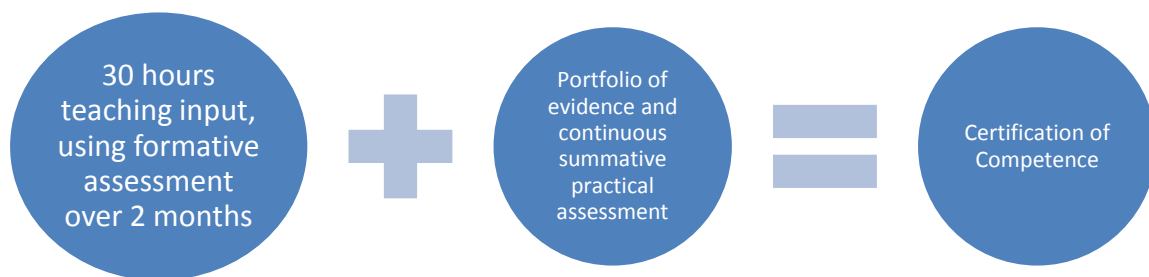 30 hours
teaching input,
using formative
assessment
over 2 months
Portfolio of
evidence and
continuous
summative
practical
assessment
Certification of
Competence